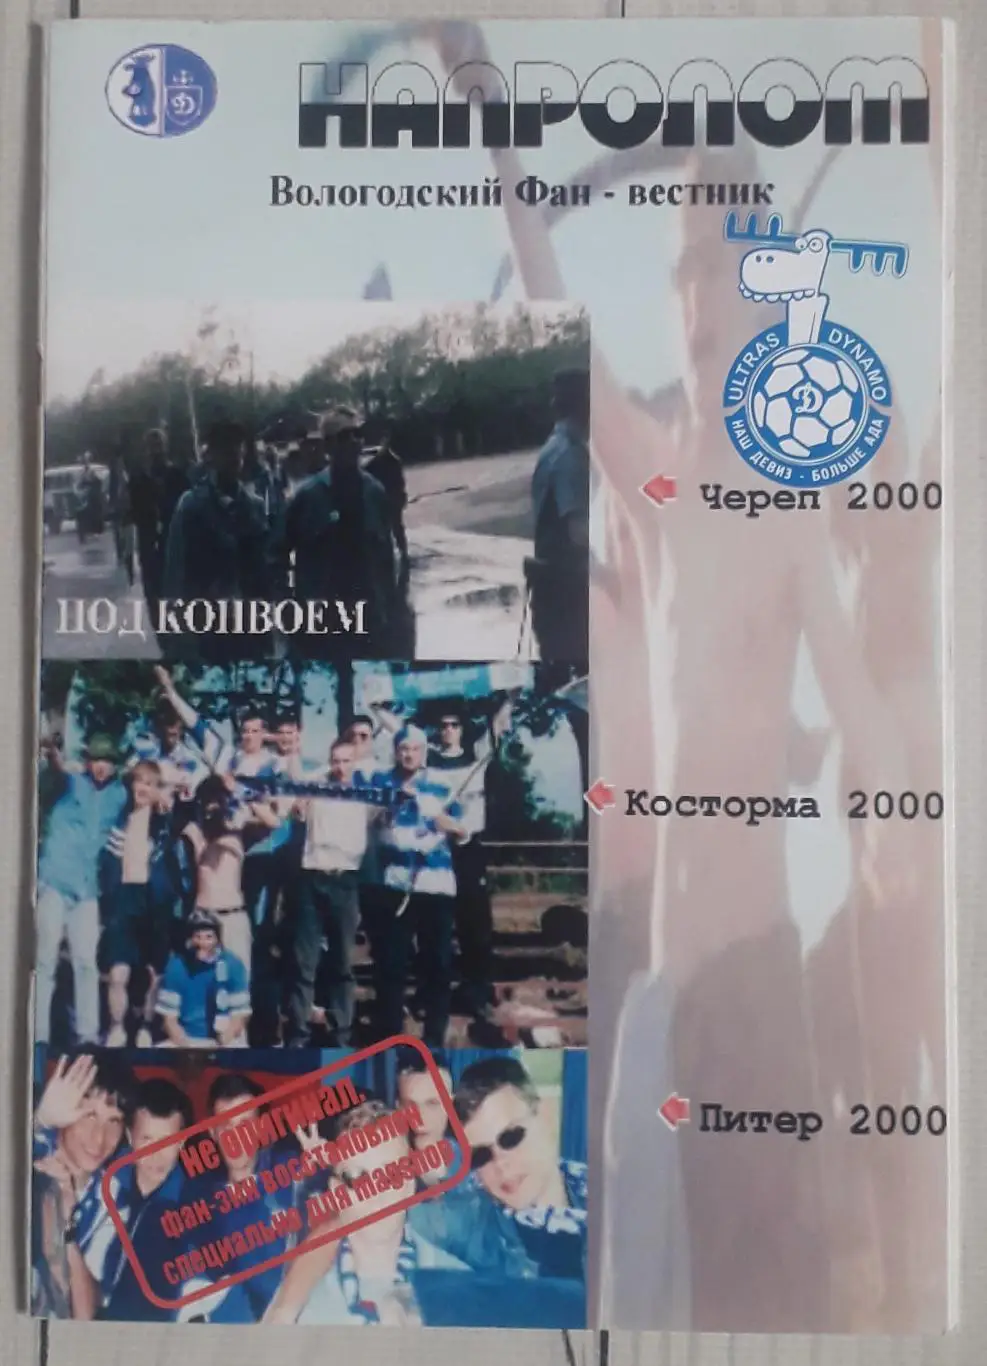 НАПРОЛОМ
Вологодский Фан - вестник
ULTRAS DYNAMO
Д
НАШ ДЕВИЗ - БОЛЬШЕ АДА
Череп 2000
ПОД КОНВОЕМ
Косторма 2000
Питер 2000
не оригинал.
фан-зин восстановлен
специально для magshop